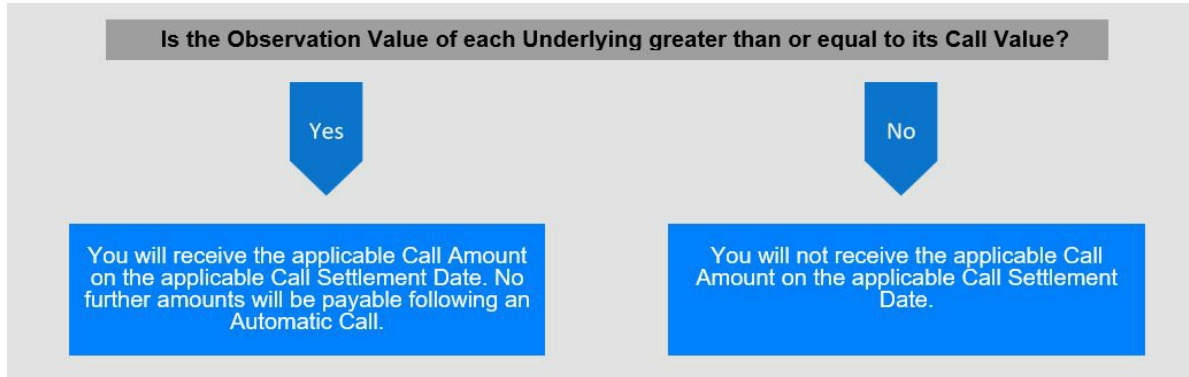 Is the Observation Value of each Underlying greater than or equal to its Call Value?
Yes
No
You will receive the applicable Call Amount
on the applicable Call Settlement Date. No
further amounts will be payable following an
Automatic Call.
You will not receive the applicable Call
Amount on the applicable Call Settlement
Date.